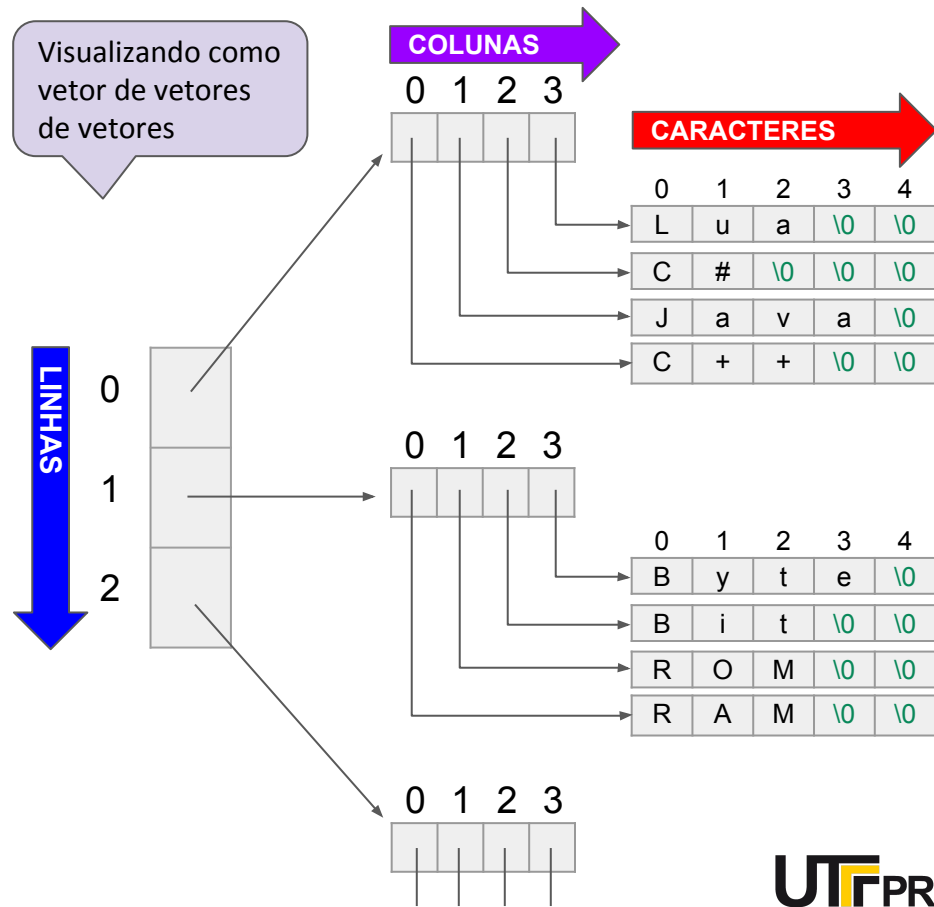 Visualizando como
vetor de vetores
de vetores
COLUNAS
0 1 2 3
CARACTERES
0 1 2 3 4
L u a \0 \0
C # \0 \0 \0
J a v a \0
C + + \0 \0
LINHAS
0
1
2
0 1 2 3
0 1 2 3 4
B y t e \0
B i t \0 \0
R O M \0 \0
R A M \0 \0
0 1 2 3
UTFPR